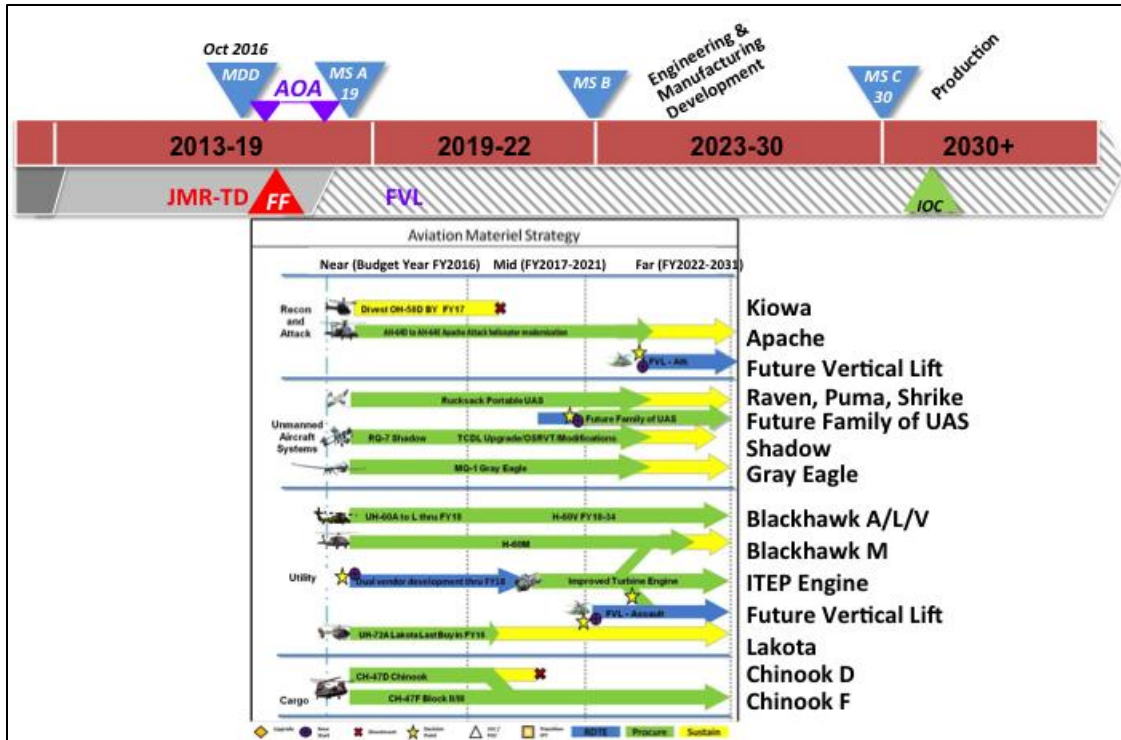 Oct 2016
MDD
AOA
MS A
19
MS B
Engineering &
Manufacturing
Development
MS C
30
Production
2013-19
2019-22
2023-30
2030+
JMR-TD
FF
FVL
IOC
Aviation Materiel Strategy
Near (Budget Year FY2016) Mid (FY2017-2021) Far (FY2022-2031)
Recon
and
Attack
Divest OH-58D BY FY17
Kiowa
AH-64D to AH-64E Apache Attack helicopter modernization
Apache
FVL - Atk
Future Vertical Lift
Unmanned
Aircraft
Systems
Rucksack Portable UAS
Raven, Puma, Shrike
Future Family of UAS
Future Family of UAS
RQ-7 Shadow TCDL Upgrade/OSRVT/Modifications
Shadow
MQ-1 Gray Eagle
Gray Eagle
Utility
UH-60A to L thru FY18 H-60V FY18-34
Blackhawk A/L/V
H-60M
Blackhawk M
Dual vendor development thru FY18 Improved Turbine Engine
ITEP Engine
FVL - Assault
Future Vertical Lift
UH-72A Lakota Last Buy in FY16
Lakota
Cargo
CH-47D Chinook
Chinook D
CH-47F Block II/III
Chinook F
Upgrade
New
Start
Divestment
Decision
Point
RDTE
Procure
Sustain